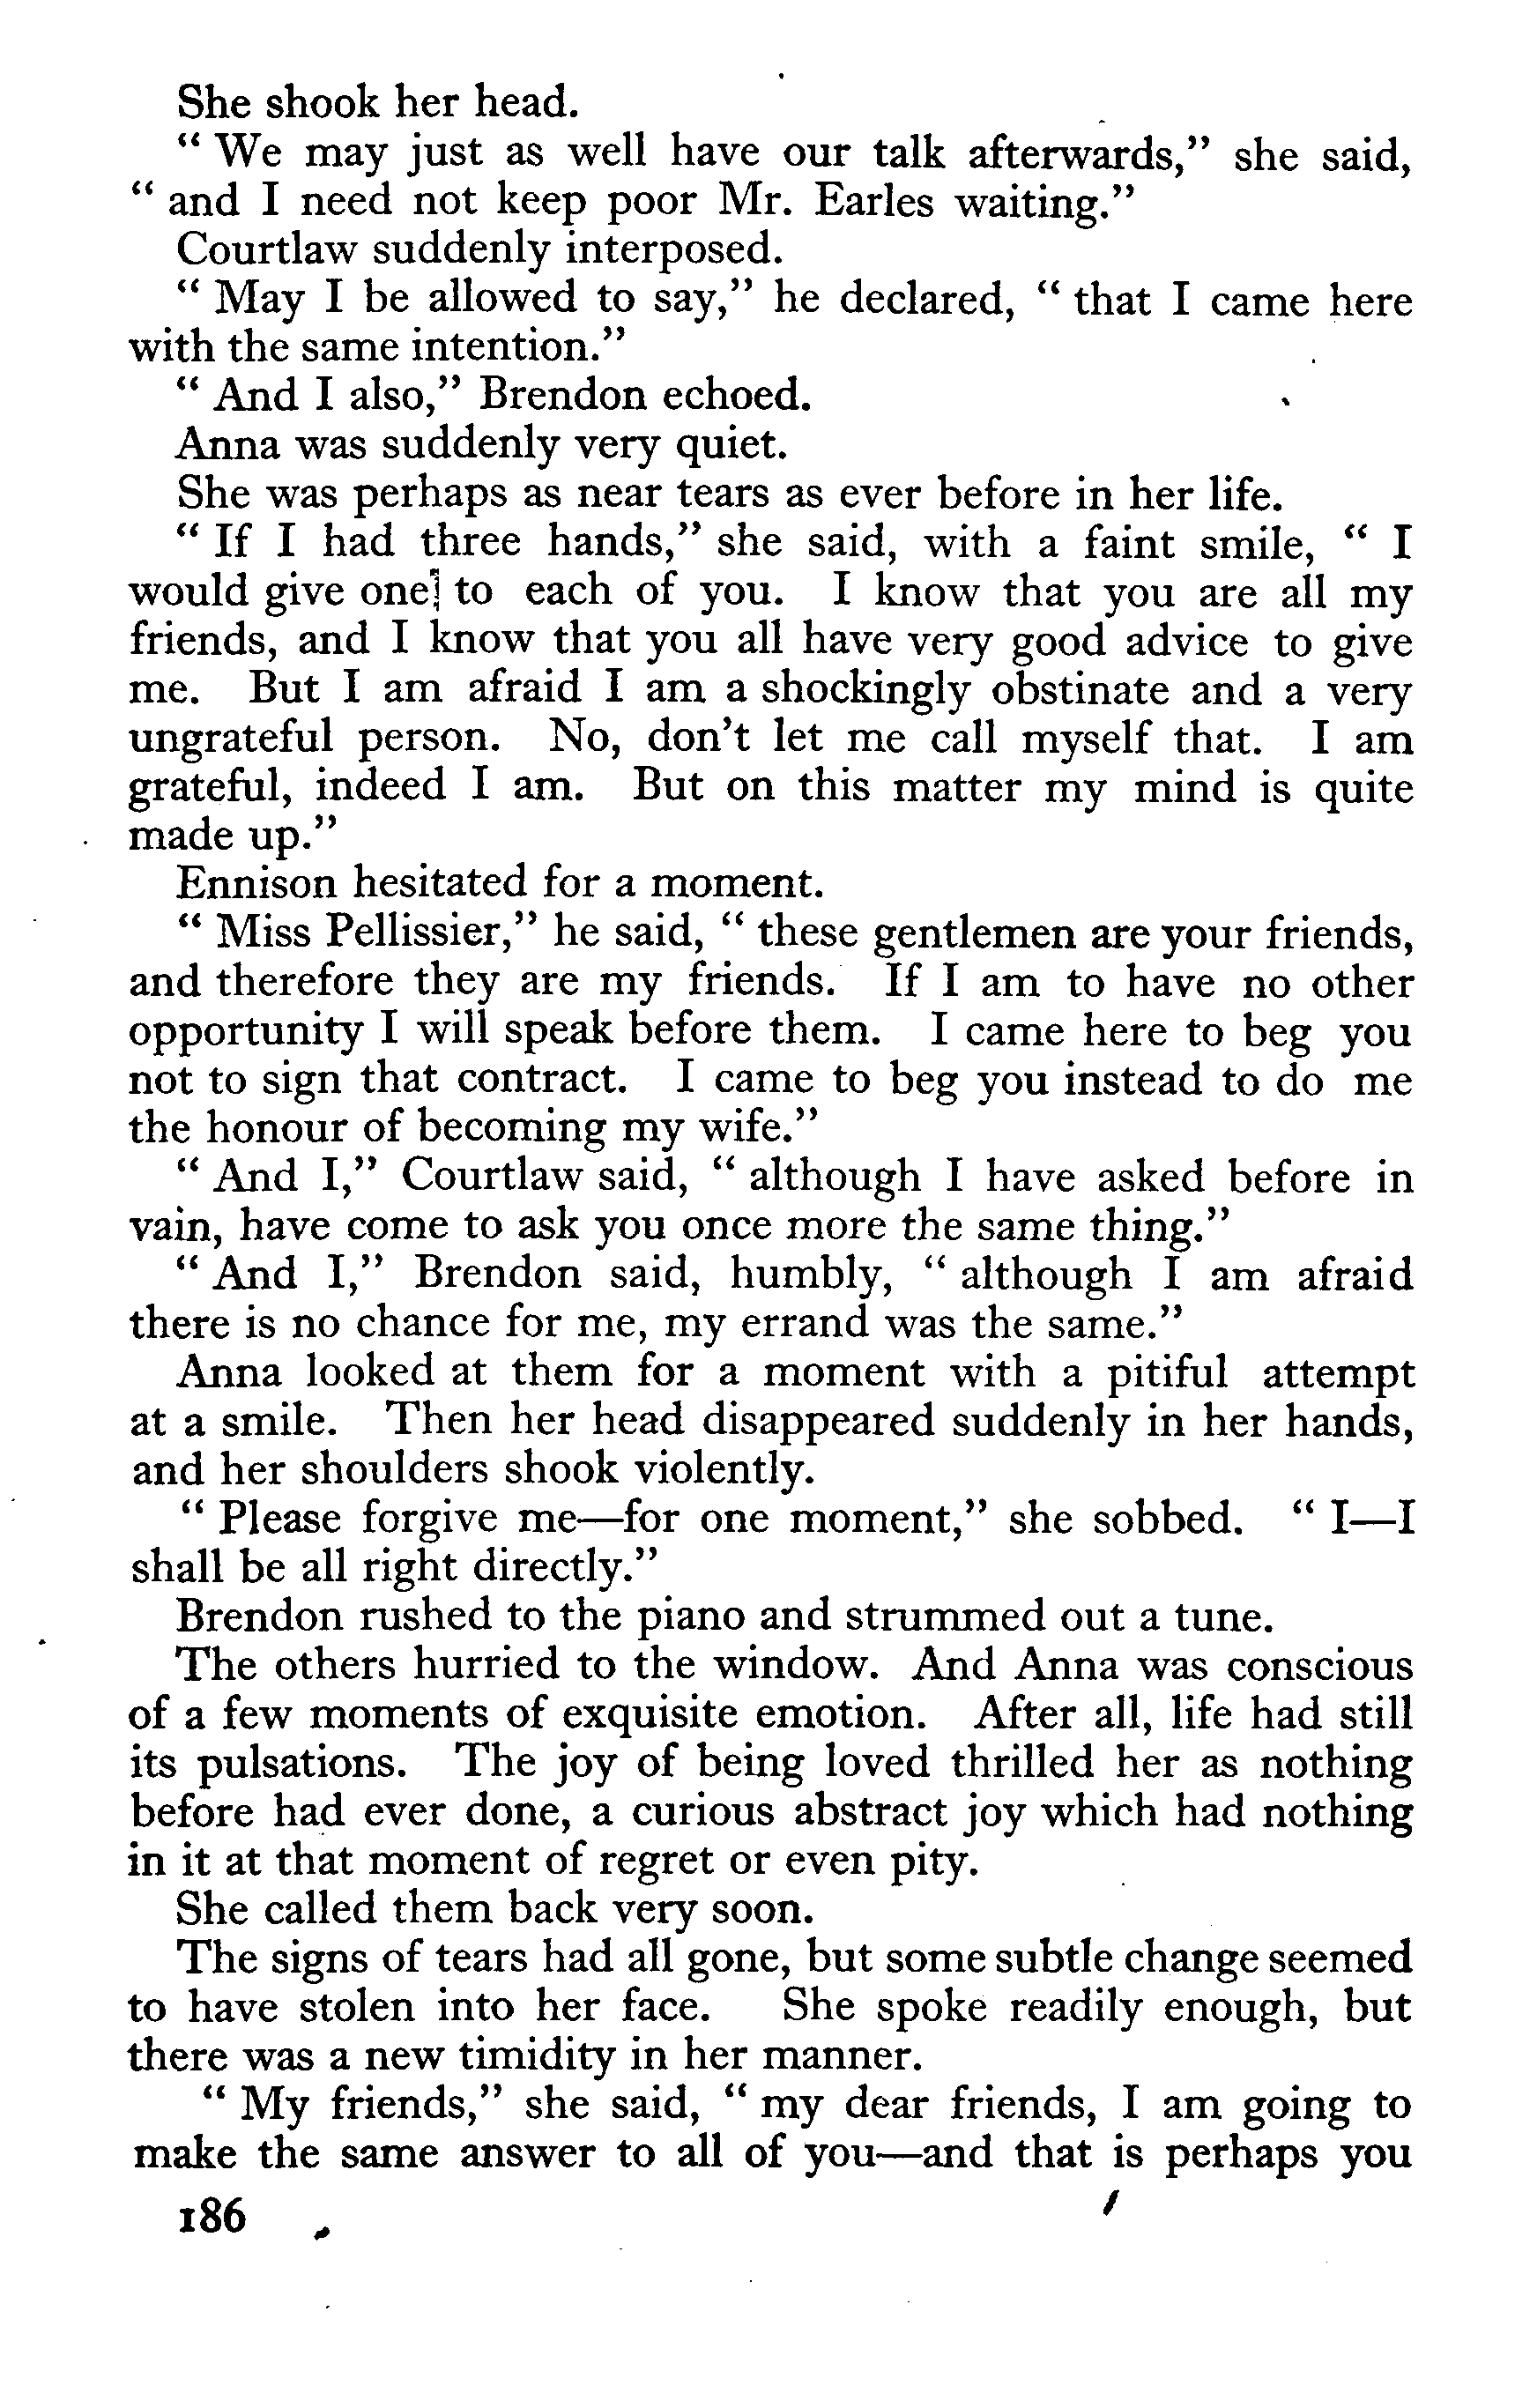 She shook her head.
“ We may just as well have our talk afterwards,” she said,
“ and I need not keep poor Mr. Earles waiting.”
Courtlaw suddenly interposed.
“ May I be allowed to say,” he declared, “ that I came here
with the same intention.”
“ And I also,” Brendon echoed.
Anna was suddenly very quiet.
She was perhaps as near tears as ever before in her life.
“ If I had three hands,” she said, with a faint smile, “ I
would give one to each of you. I know that you are all my
friends, and I know that you all have very good advice to give
me. But I am afraid I am a shockingly obstinate and a very
ungrateful person. No, don’t let me call myself that. I am
grateful, indeed I am. But on this matter my mind is quite
made up.”
Ennison hesitated for a moment.
“ Miss Pellissier,” he said, “ these gentlemen are your friends,
and therefore they are my friends. If I am to have no other
opportunity I will speak before them. I came here to beg you
not to sign that contract. I came to beg you instead to do me
the honour of becoming my wife.”
“ And I,” Courtlaw said, “ although I have asked before in
vain, have come to ask you once more the same thing.”
“ And I,” Brendon said, humbly, “ although I am afraid
there is no chance for me, my errand was the same.”
Anna looked at them for a moment with a pitiful attempt
at a smile. Then her head disappeared suddenly in her hands,
and her shoulders shook violently.
“ Please forgive me—for one moment,” she sobbed. “ I—I
shall be all right directly.”
Brendon rushed to the piano and strummed out a tune.
The others hurried to the window. And Anna was conscious
of a few moments of exquisite emotion. After all, life had still
its pulsations. The joy of being loved thrilled her as nothing
before had ever done, a curious abstract joy which had nothing
in it at that moment of regret or even pity.
She called them back very soon.
The signs of tears had all gone, but some subtle change seemed
to have stolen into her face. She spoke readily enough, but
there was a new timidity in her manner.
“ My friends,” she said, “ my dear friends, I am going to
make the same answer to all of you—and that is perhaps you
186